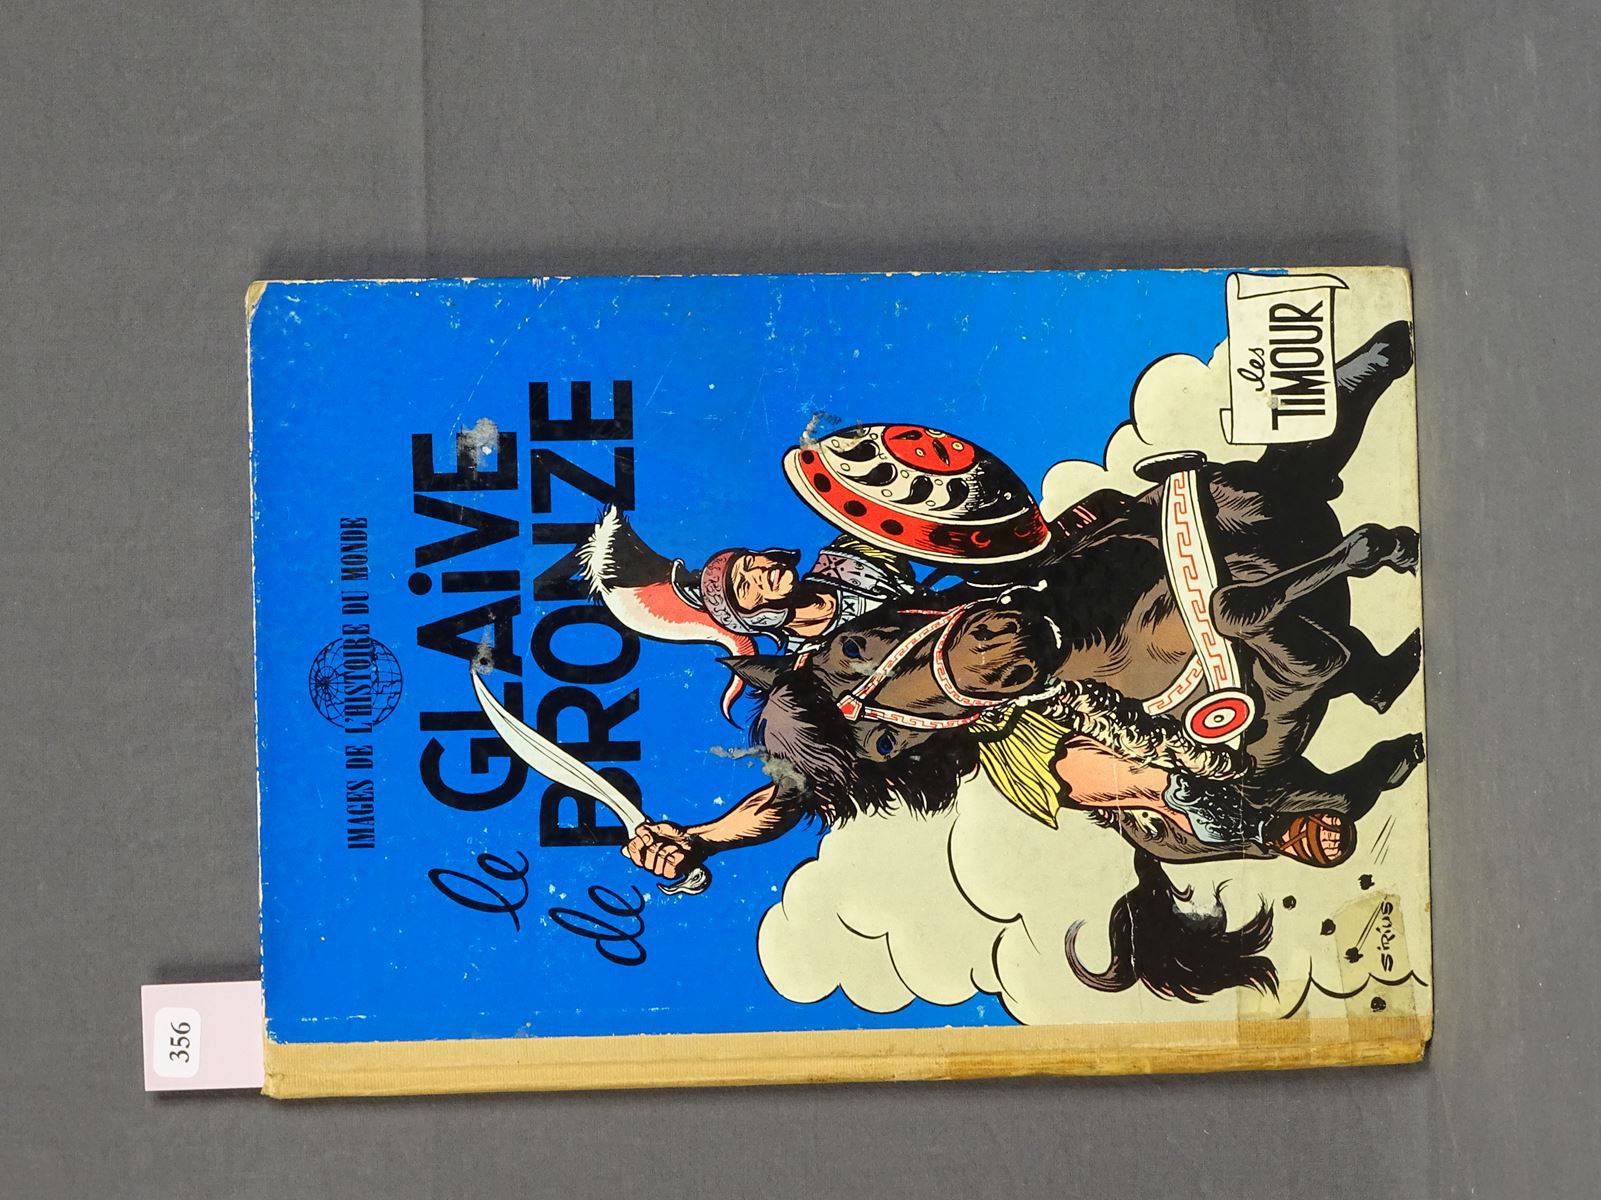 IMAGES DE L'HISTOIRE DU MONDE
le GLAiVE
de BRONZE
les
TIMOUR
SiRiUS
356